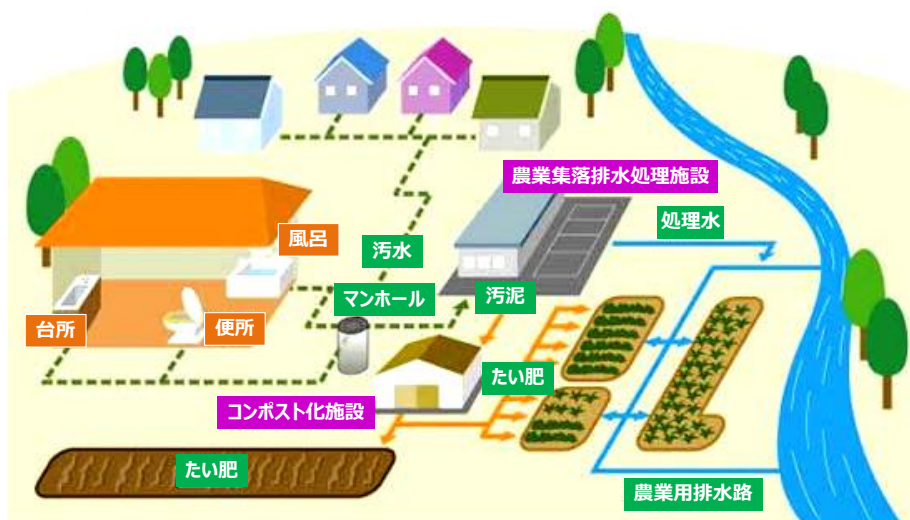 農業集落排水処理施設
処理水
風呂
汚水
マンホール
汚泥
台所
便所
たい肥
コンポスト化施設
たい肥
農業用排水路